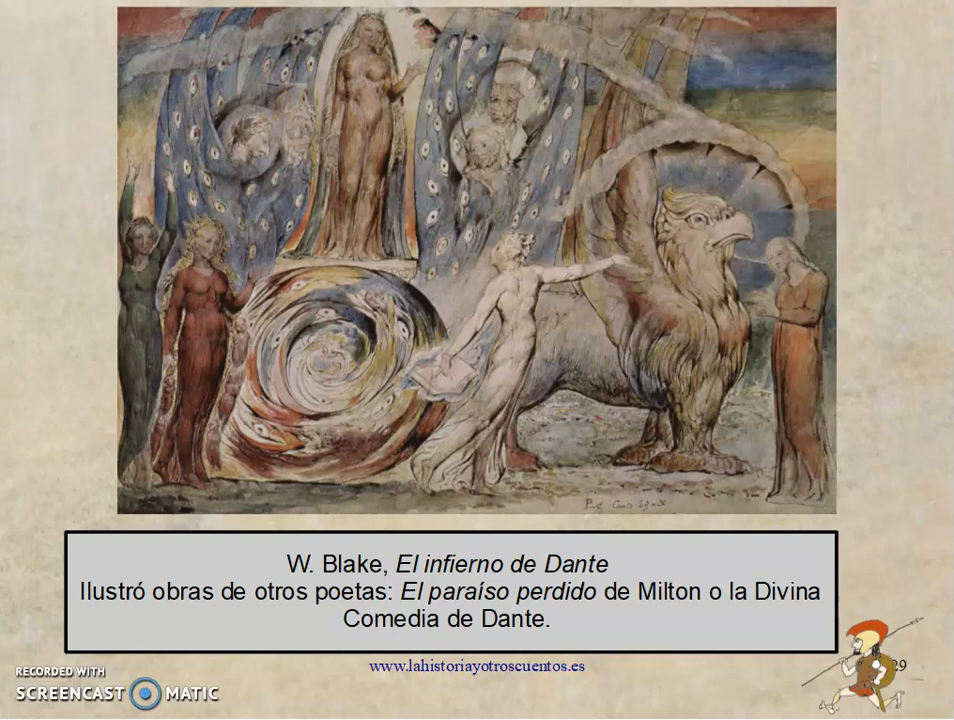 W. Blake, El infierno de Dante
Ilustró obras de otros poetas: El paraíso perdido de Milton o la Divina
Comedia de Dante.
www.lahistoriayotroscuentos.es
29
RECORDED WITH
SCREENCAST MATIC